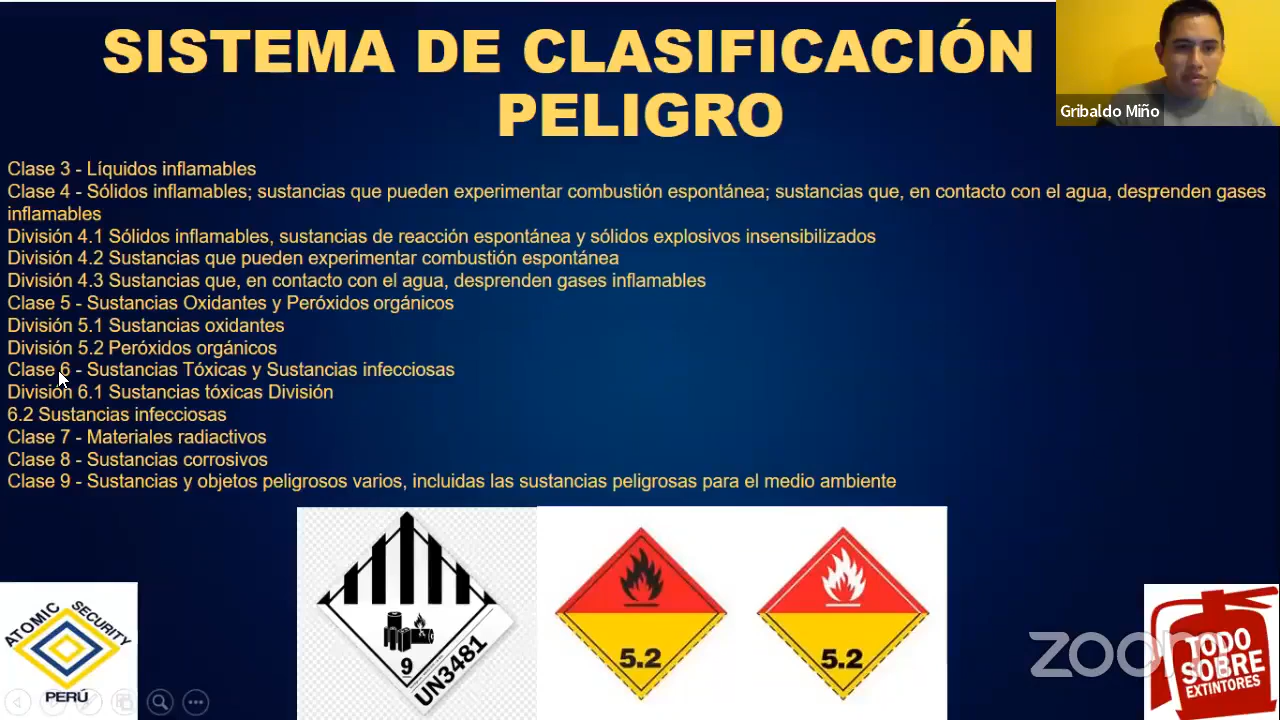 SISTEMA DE CLASIFICACIÓN
PELIGRO
Gribaldo Miño
Clase 3 - Líquidos inflamables
Clase 4 - Sólidos inflamables; sustancias que pueden experimentar combustión espontánea; sustancias que, en contacto con el agua, desprenden gases
inflamables
División 4.1 Sólidos inflamables, sustancias de reacción espontánea y sólidos explosivos insensibilizados
División 4.2 Sustancias que pueden experimentar combustión espontánea
División 4.3 Sustancias que, en contacto con el agua, desprenden gases inflamables
Clase 5 - Sustancias Oxidantes y Peróxidos orgánicos
División 5.1 Sustancias oxidantes
División 5.2 Peróxidos orgánicos
Clase 6 - Sustancias Tóxicas y Sustancias infecciosas
División 6.1 Sustancias tóxicas División
6.2 Sustancias infecciosas
Clase 7 - Materiales radiactivos
Clase 8 - Sustancias corrosivos
Clase 9 - Sustancias y objetos peligrosos varios, incluidas las sustancias peligrosas para el medio ambiente
9
UN3481
5.2
5.2
ATOMIC SECURITY
PERÚ
zoom
TODO
SOBRE
EXTINTORES